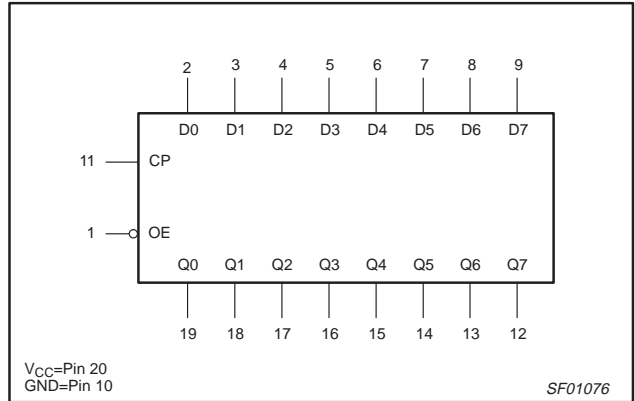 2 3 4 5 6 7 8 9
D0 D1 D2 D3 D4 D5 D6 D7
11 CP
1 OE
Q0 Q1 Q2 Q3 Q4 Q5 Q6 Q7
19 18 17 16 15 14 13 12
VCC=Pin 20
GND=Pin 10
SF01076